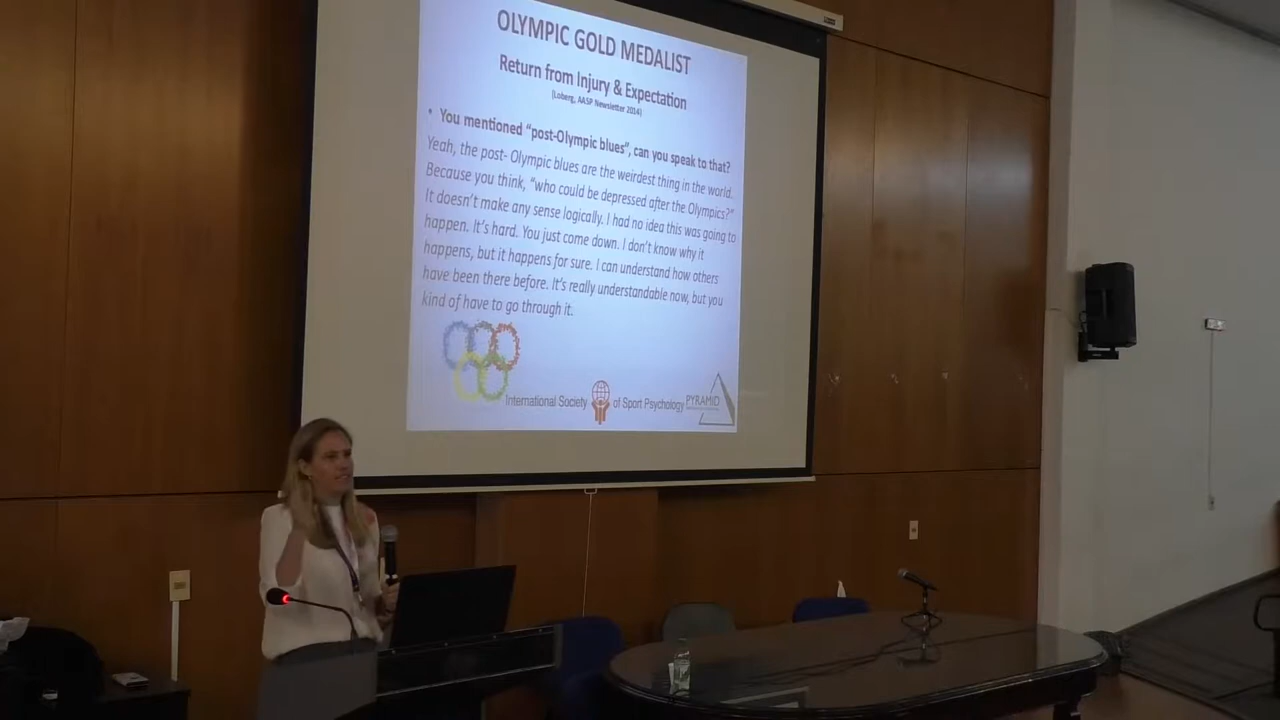 OLYMPIC GOLD MEDALIST
Return from Injury & Expectation
(Loberg, AASP Newsletter 2014)
• You mentioned "post-Olympic blues", can you speak to that?
Yeah, the post- Olympic blues are the weirdest thing in the world.
Because you think, "who could be depressed after the Olympics?"
It doesn't make any sense logically. I had no idea this was going to
happen. It's hard. You just come down. I don't know why it
happens, but it happens for sure. I can understand how others
have been there before. It's really understandable now, but you
kind of have to go through it.
International Society of Sport Psychology
PYRAMID